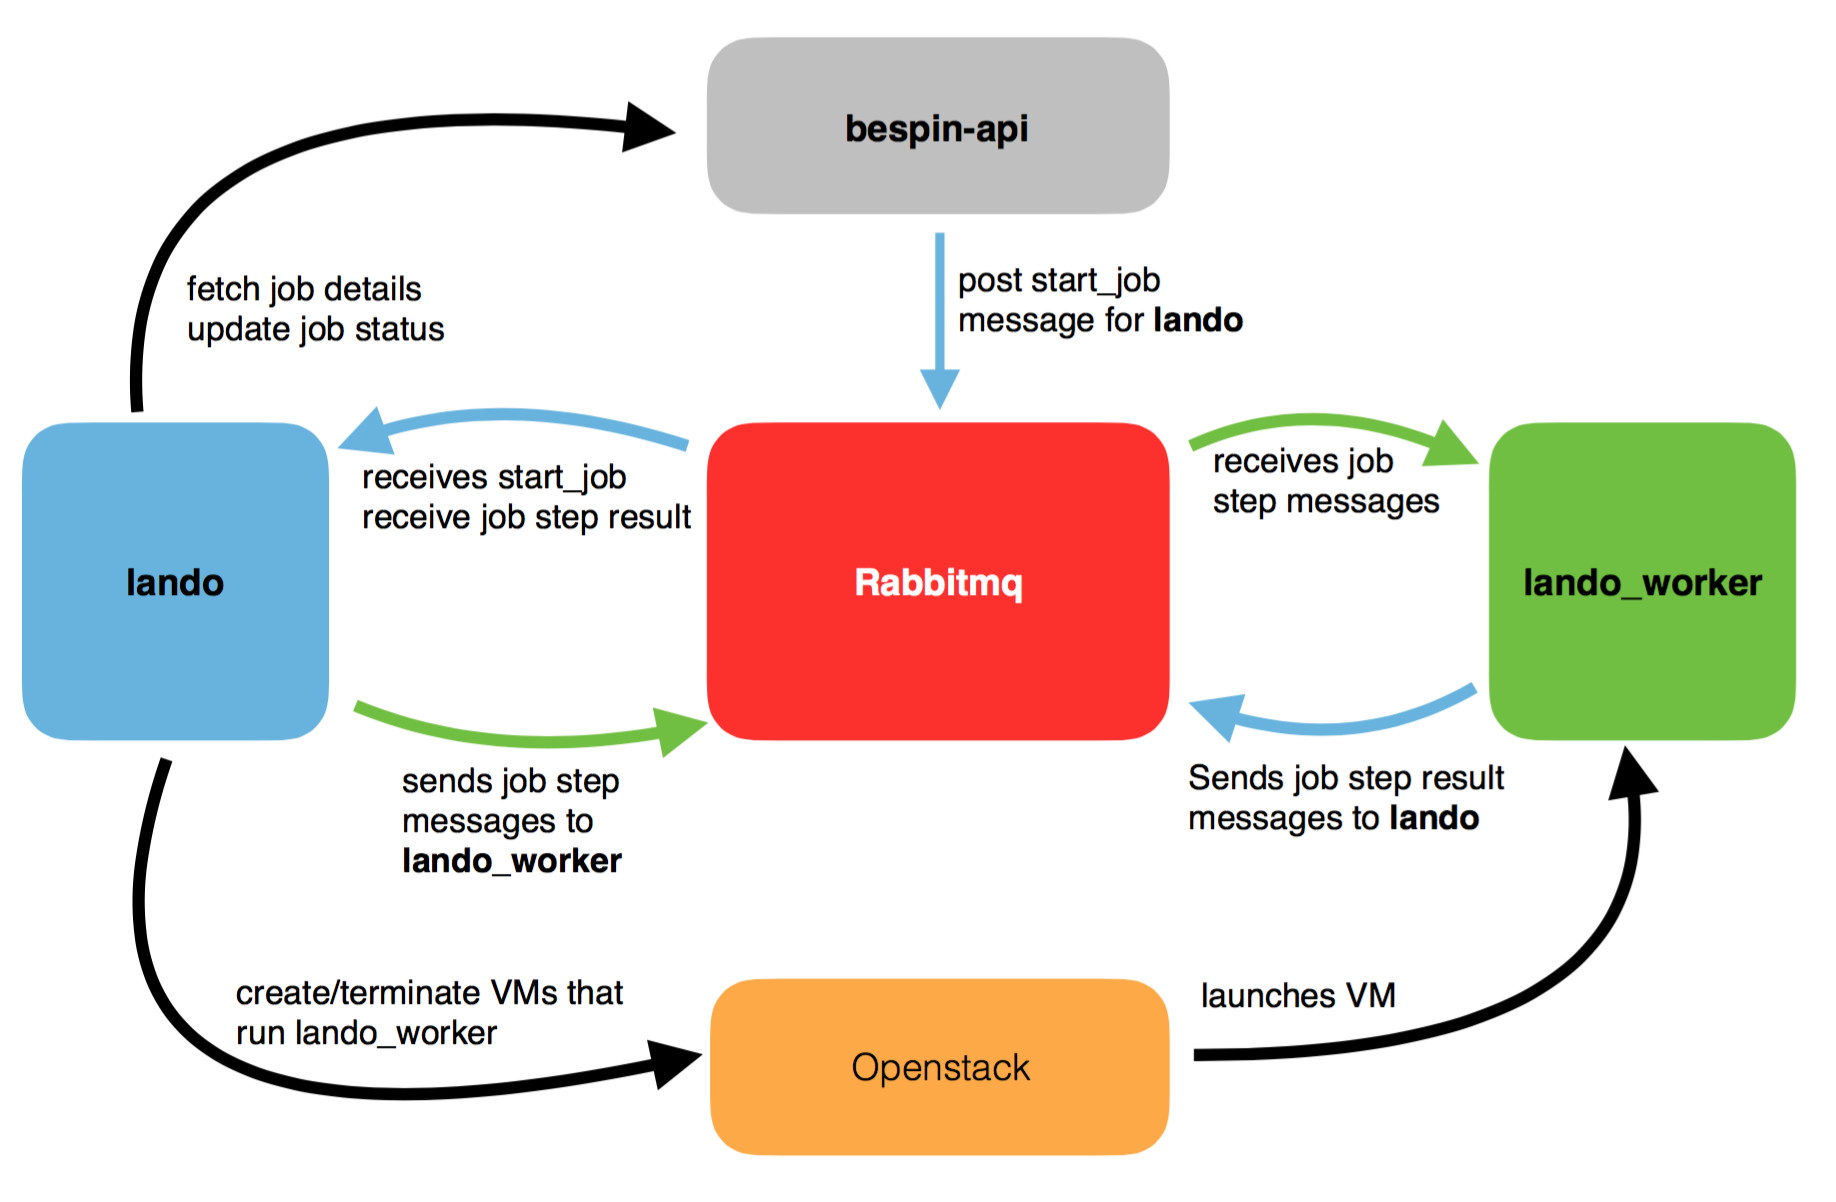 bespin-api
fetch job details
update job status
post start_job
message for lando
receives start_job
receive job step result
receives job
step messages
lando
Rabbitmq
lando_worker
sends job step
messages to
lando_worker
Sends job step result
messages to lando
create/terminate VMs that
run lando_worker
Openstack
launches VM